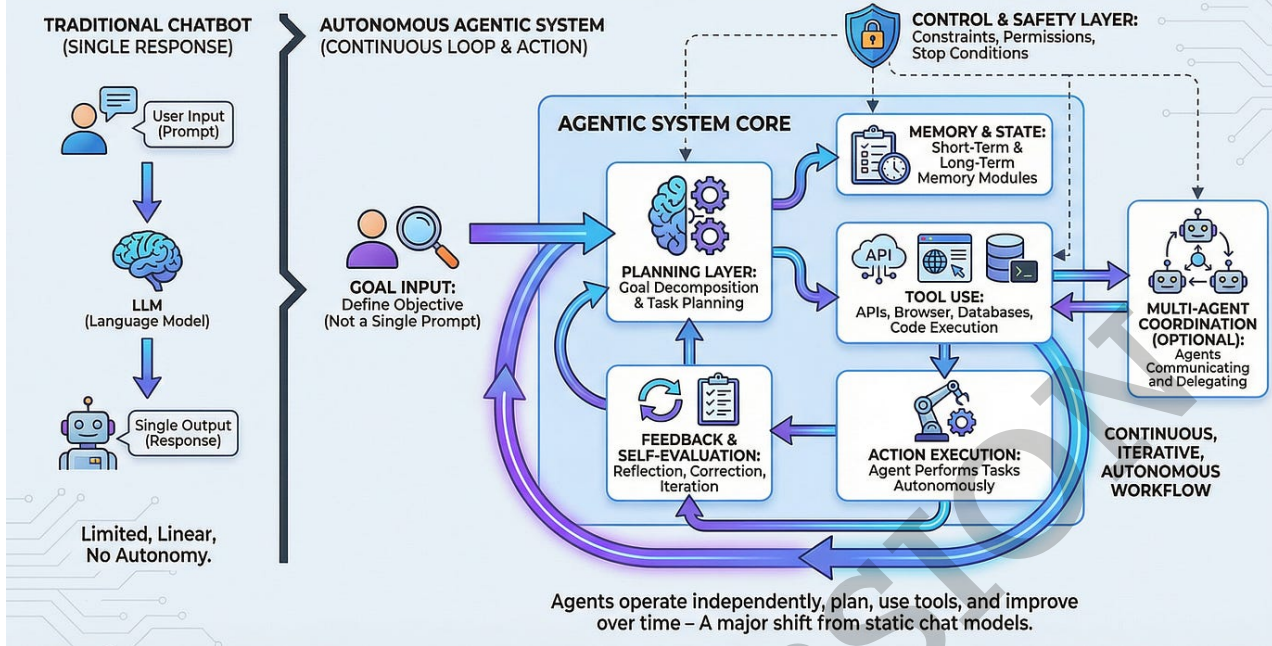 TRADITIONAL CHATBOT
(SINGLE RESPONSE)
User Input
(Prompt)
LLM
(Language Model)
Single Output
(Response)
Limited, Linear,
No Autonomy.
AUTONOMOUS AGENTIC SYSTEM
(CONTINUOUS LOOP & ACTION)
GOAL INPUT:
Define Objective
(Not a Single Prompt)
CONTROL & SAFETY LAYER:
Constraints, Permissions,
Stop Conditions
AGENTIC SYSTEM CORE
PLANNING LAYER:
Goal Decomposition
& Task Planning
MEMORY & STATE:
Short-Term &
Long-Term
Memory Modules
API
TOOL USE:
APIs, Browser, Databases,
Code Execution
MULTI-AGENT
COORDINATION
(OPTIONAL):
Agents
Communicating
and Delegating
FEEDBACK &
SELF-EVALUATION:
Reflection, Correction,
Iteration
ACTION EXECUTION:
Agent Performs Tasks
Autonomously
CONTINUOUS,
ITERATIVE,
AUTONOMOUS
WORKFLOW
Agents operate independently, plan, use tools, and improve
over time – A major shift from static chat models.